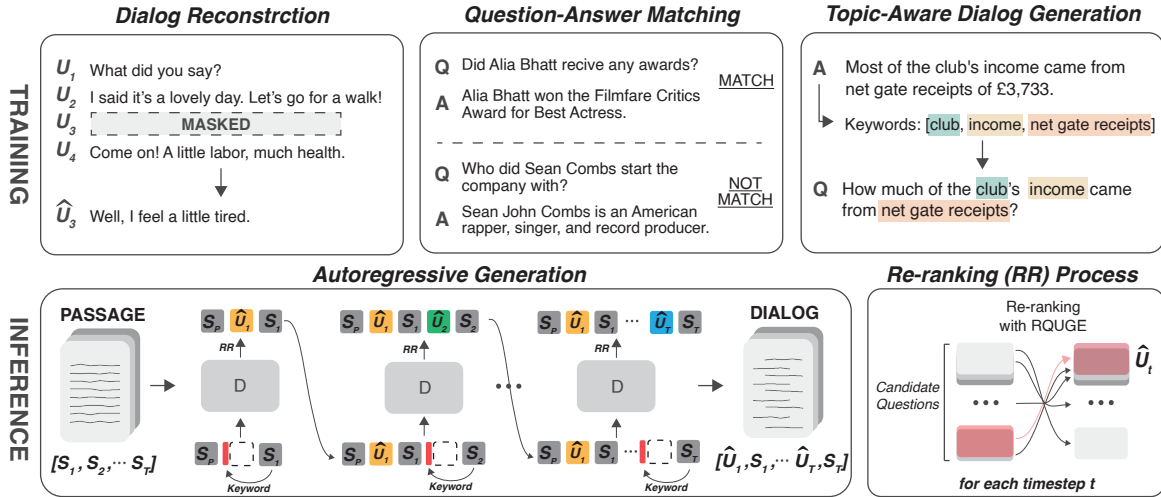 Dialog Reconstrction
Question-Answer Matching
Topic-Aware Dialog Generation
TRAINING
U1 What did you say?
U2 I said it's a lovely day. Let's go for a walk!
U3 MASKED
U4 Come on! A little labor, much health.
Û3 Well, I feel a little tired.
Q Did Alia Bhatt recive any awards?
MATCH
A Alia Bhatt won the Filmfare Critics
Award for Best Actress.
Q Who did Sean Combs start the
company with?
NOT
MATCH
A Sean John Combs is an American
rapper, singer, and record producer.
A Most of the club's income came from
net gate receipts of £3,733.
Keywords: [club, income, net gate receipts]
Q How much of the club's income came
from net gate receipts?
INFERENCE
Autoregressive Generation
Re-ranking (RR) Process
PASSAGE
[S1, S2,··· ST]
SP Û1 S1
RR
D
SP S1
Keyword
SP Û1 S1 Û2 S2
RR
D
SP Û1 S1 S2
Keyword
•••
SP Û1 S1 ··· ÛT ST
RR
D
SP Û1 S1 ··· ST
Keyword
DIALOG
[Û1, S1,··· ÛT, ST]
Re-ranking
with RQUGE
Candidate
Questions
•••
•••
Ût
for each timestep t